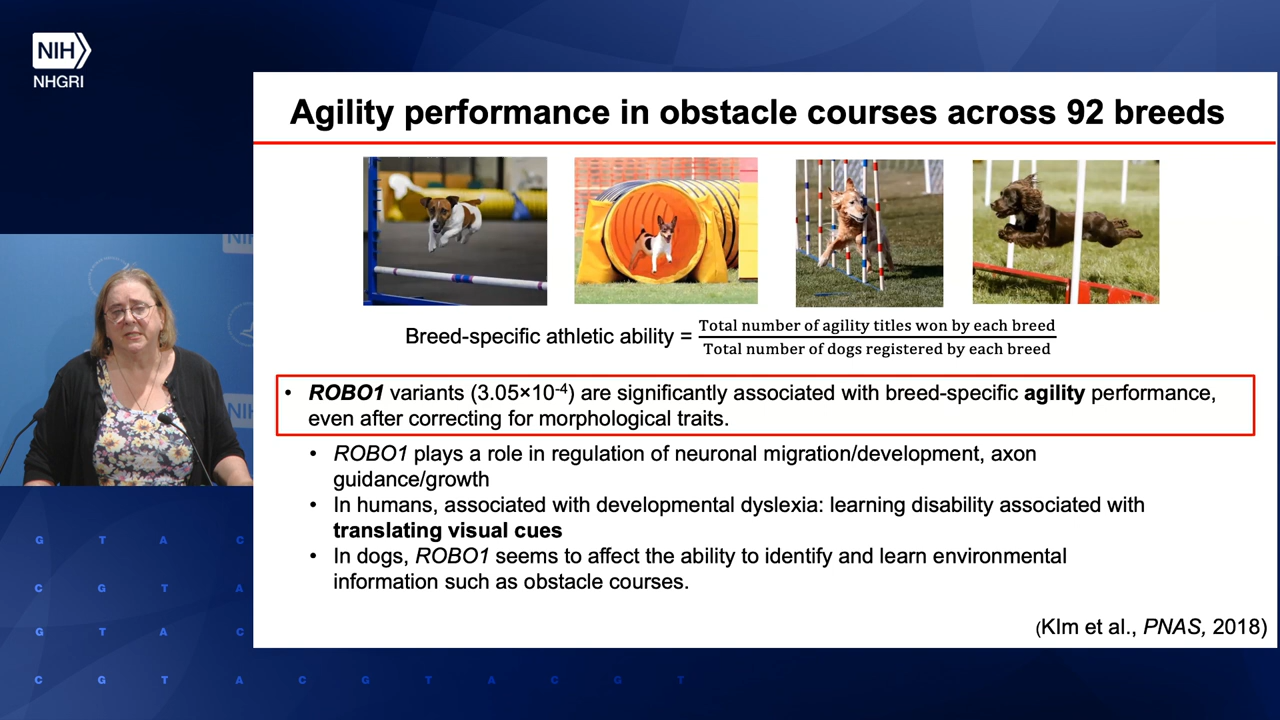 NIH
NHGRI
Agility performance in obstacle courses across 92 breeds
Breed-specific athletic ability = Total number of agility titles won by each breed
Total number of dogs registered by each breed
• ROBO1 variants (3.05×10⁻⁴) are significantly associated with breed-specific agility performance,
even after correcting for morphological traits.
• ROBO1 plays a role in regulation of neuronal migration/development, axon
guidance/growth
• In humans, associated with developmental dyslexia: learning disability associated with
translating visual cues
• In dogs, ROBO1 seems to affect the ability to identify and learn environmental
information such as obstacle courses.
(KIm et al., PNAS, 2018)
NI
NI
G T A C
C G T A
G T A C
C G T A C G T A C G T